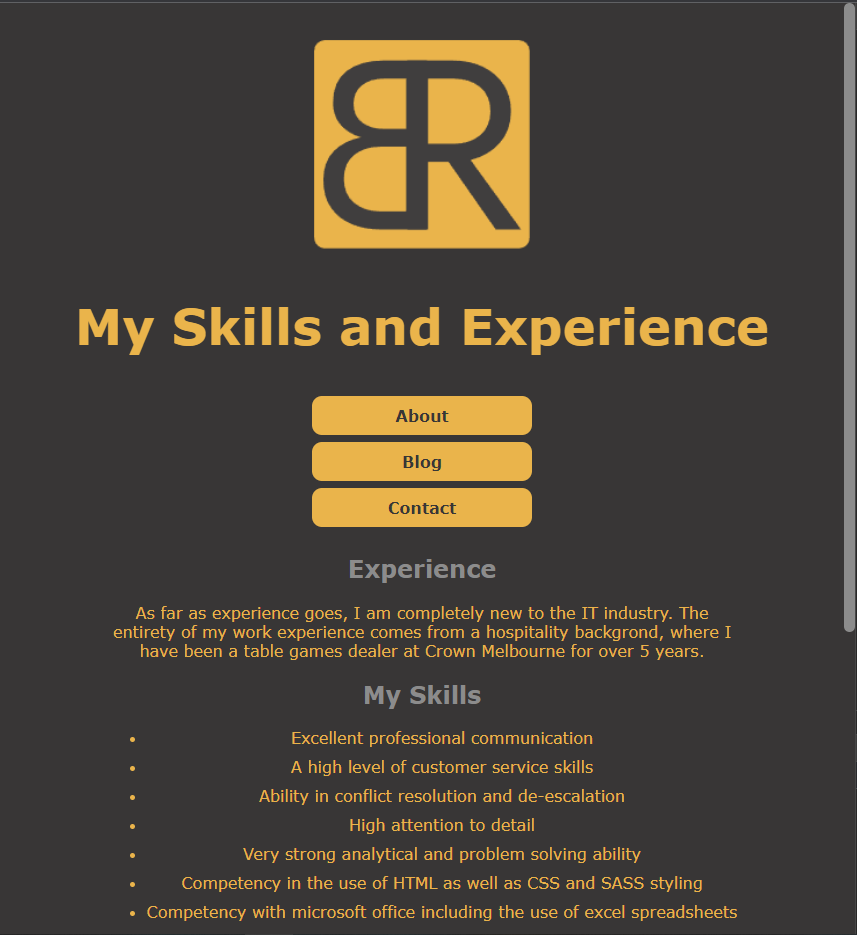 BR
My Skills and Experience
About
Blog
Contact
Experience
As far as experience goes, I am completely new to the IT industry. The
entirety of my work experience comes from a hospitality backgrond, where I
have been a table games dealer at Crown Melbourne for over 5 years.
My Skills
• Excellent professional communication
• A high level of customer service skills
• Ability in conflict resolution and de-escalation
• High attention to detail
• Very strong analytical and problem solving ability
• Competency in the use of HTML as well as CSS and SASS styling
• Competency with microsoft office including the use of excel spreadsheets